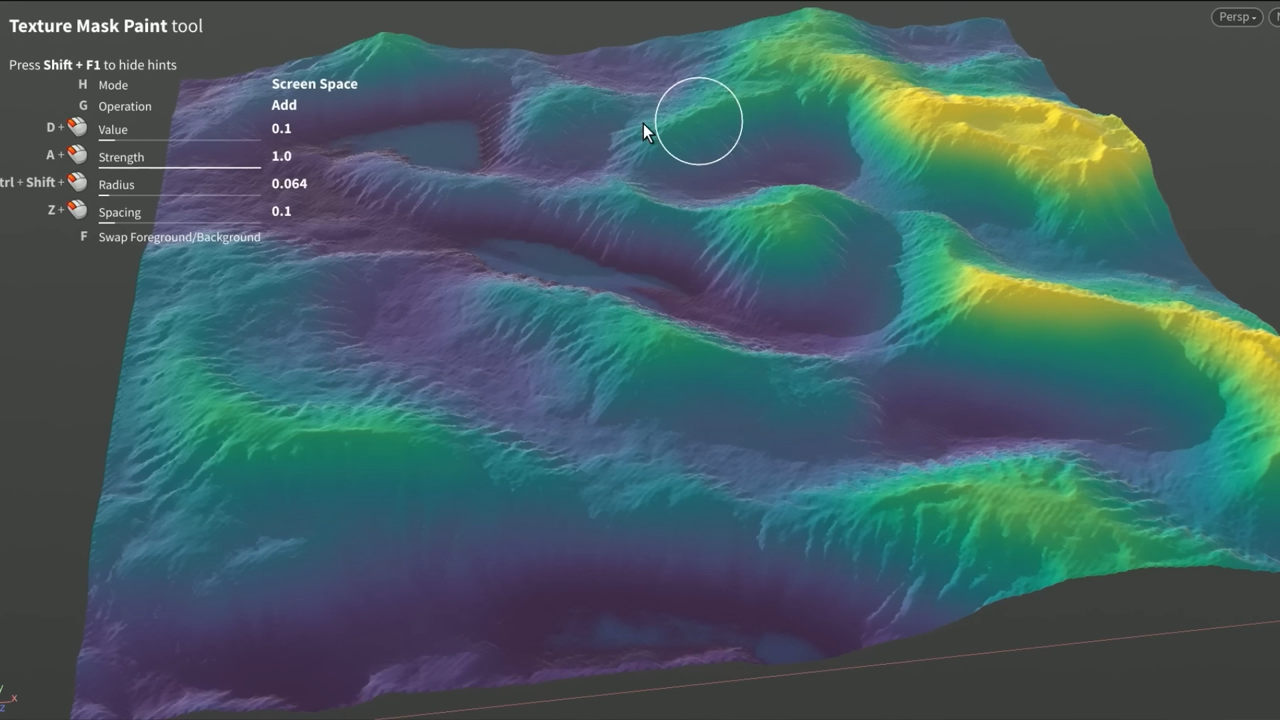 Texture Mask Paint tool
Persp
Press Shift + F1 to hide hints
H Mode Screen Space
G Operation Add
D + Value 0.1
A + Strength 1.0
trl + Shift + Radius 0.064
Z + Spacing 0.1
F Swap Foreground/Background
y
x
z